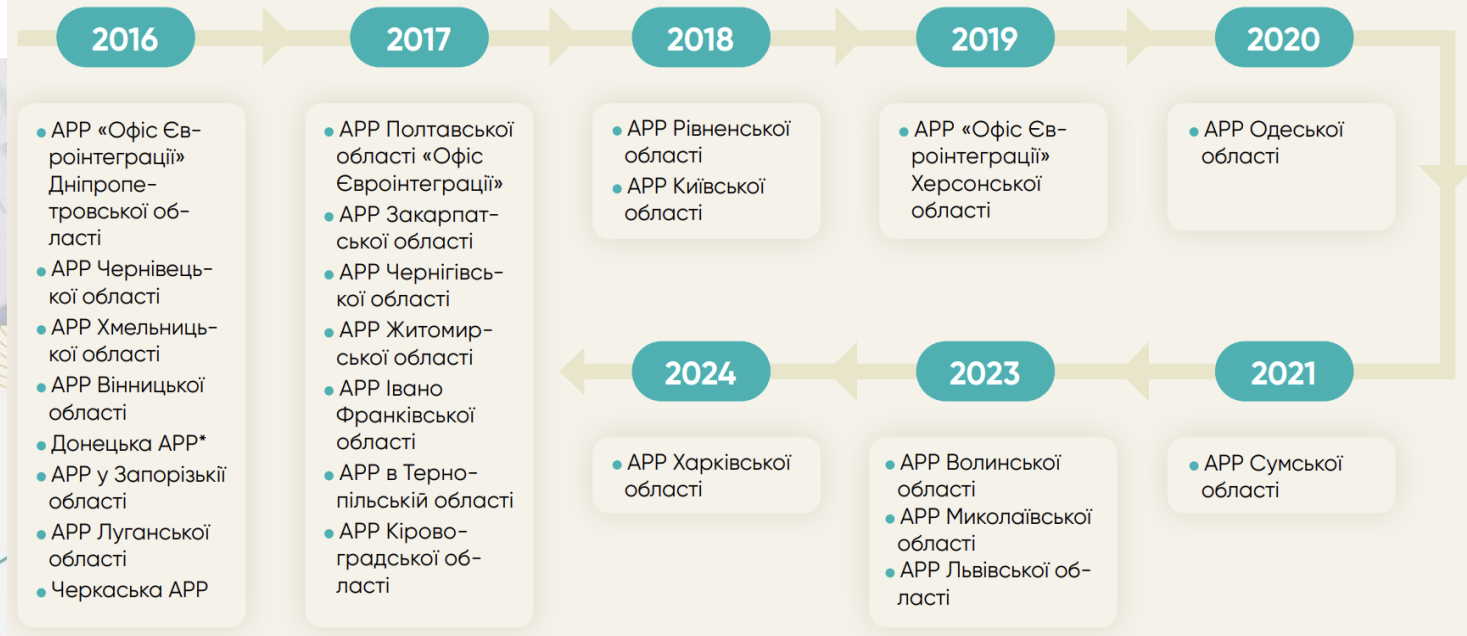 2016
АРР «Офіс Єв-
роінтеграції»
Дніпропе-
тровської об-
ласті
АРР Чернівець-
кої області
АРР Хмельниць-
кої області
АРР Вінницької
області
Донецька АРР*
АРР у Запорізькії
області
АРР Луганської
області
Черкаська АРР
2017
АРР Полтавської
області «Офіс
Євроінтеграції»
АРР Закарпат-
ської області
АРР Чернігівсь-
кої області
АРР Житомир-
ської області
АРР Івано
Франківської
області
АРР в Терно-
пільській області
АРР Кірово-
градської об-
ласті
2018
АРР Рівненської
області
АРР Київської
області
2019
АРР «Офіс Єв-
роінтеграції»
Херсонської
області
2020
АРР Одеської
області
2021
АРР Сумської
області
2023
АРР Волинської
області
АРР Миколаївської
області
АРР Львівської об-
ласті
2024
АРР Харківської
області